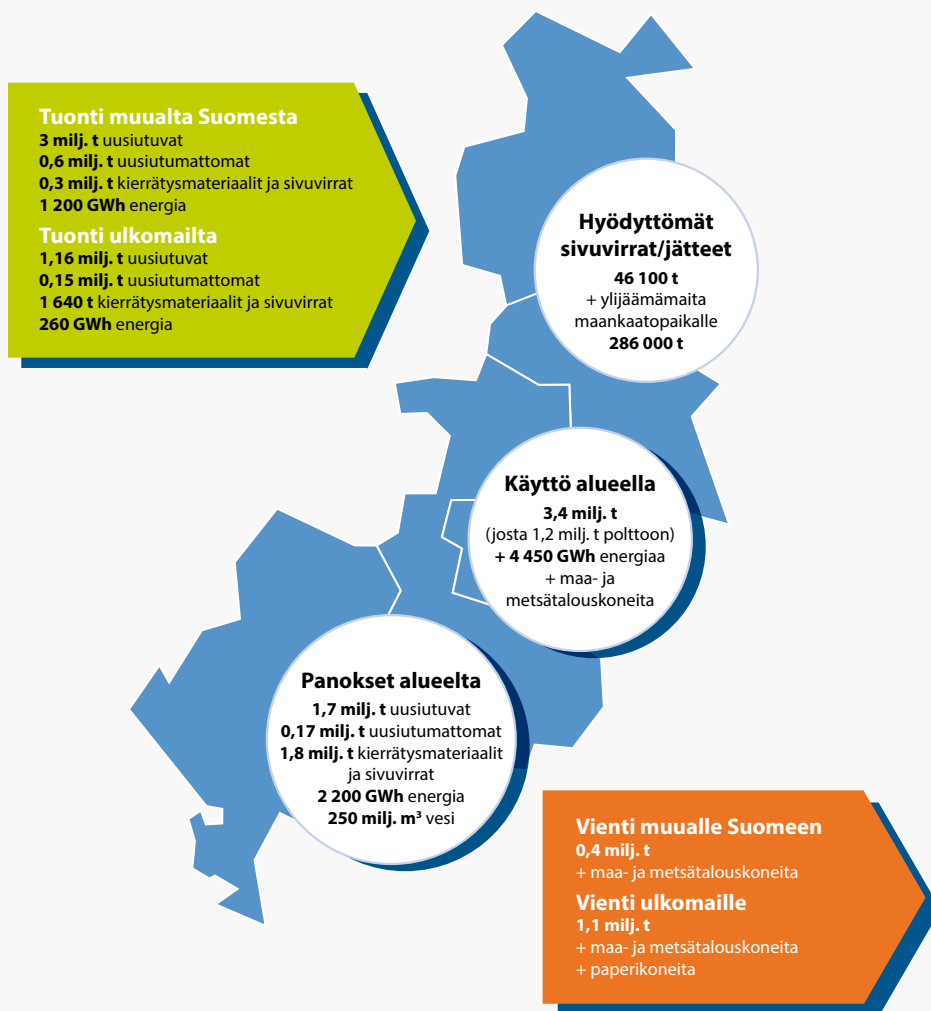 Tuonti muualta Suomesta
3 milj. t uusiutuvat
0,6 milj. t uusiutumattomat
0,3 milj. t kierrätysmateriaalit ja sivuvirrat
1 200 GWh energia
Tuonti ulkomailta
1,16 milj. t uusiutuvat
0,15 milj. t uusiutumattomat
1 640 t kierrätysmateriaalit ja sivuvirrat
260 GWh energia
Hyödyttömät
sivuvirrat/jätteet
46 100 t
+ ylijäämämaita
maankaatopaikalle
286 000 t
Käyttö alueella
3,4 milj. t
(josta 1,2 milj. t polttoon)
+ 4 450 GWh energiaa
+ maa- ja
metsätalouskoneita
Panokset alueelta
1,7 milj. t uusiutuvat
0,17 milj. t uusiutumattomat
1,8 milj. t kierrätysmateriaalit
ja sivuvirrat
2 200 GWh energia
250 milj. m³ vesi
Vienti muualle Suomeen
0,4 milj. t
+ maa- ja metsätalouskoneita
Vienti ulkomaille
1,1 milj. t
+ maa- ja metsätalouskoneita
+ paperikoneita